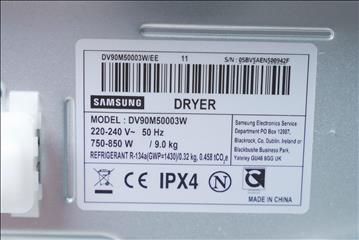 DV90M50003W/EE 11 S/N : 0SBV5AEN500942F
SAMSUNG DRYER
MODEL : DV90M50003W
220-240 V~ 50 Hz
750-850 W / 9.0 kg
REFRIGERANT R-134a(GWP=1430)/0.32 kg, 0.458 tCO₂e
Samsung Electronics Service
Department PO Box 12987,
Blackrock, Co. Dublin, Ireland or
Blackbushe Business Park
Yateley GU46 6GG UK
CE IPX4
MADE IN CHINA